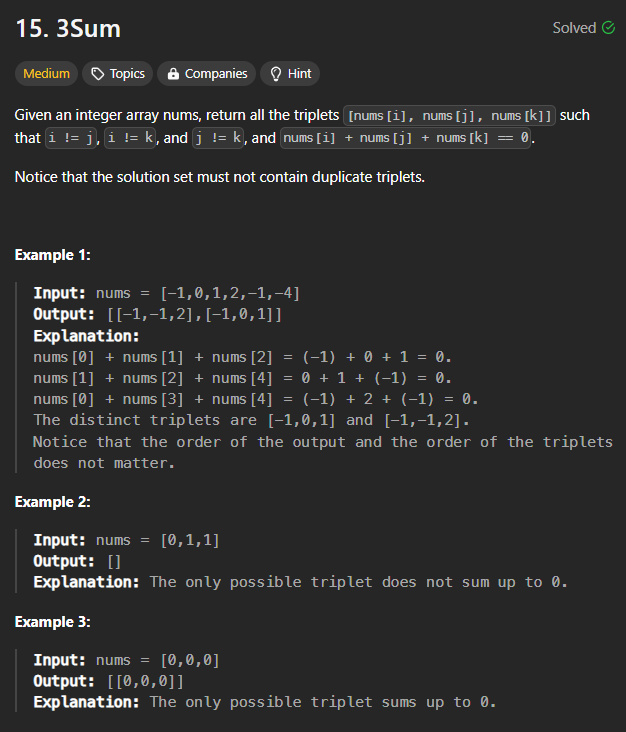 15. 3Sum
Solved
Medium
Topics
Companies
Hint
Given an integer array nums, return all the triplets [nums[i], nums[j], nums[k]] such
that i != j, i != k, and j != k, and nums[i] + nums[j] + nums[k] == 0.
Notice that the solution set must not contain duplicate triplets.
Example 1:
Input: nums = [-1,0,1,2,-1,-4]
Output: [[-1,-1,2],[-1,0,1]]
Explanation:
nums[0] + nums[1] + nums[2] = (-1) + 0 + 1 = 0.
nums[1] + nums[2] + nums[4] = 0 + 1 + (-1) = 0.
nums[0] + nums[3] + nums[4] = (-1) + 2 + (-1) = 0.
The distinct triplets are [-1,0,1] and [-1,-1,2].
Notice that the order of the output and the order of the triplets
does not matter.
Example 2:
Input: nums = [0,1,1]
Output: []
Explanation: The only possible triplet does not sum up to 0.
Example 3:
Input: nums = [0,0,0]
Output: [[0,0,0]]
Explanation: The only possible triplet sums up to 0.